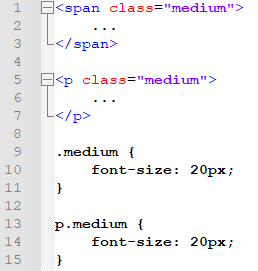 1 <span class="medium">
2     ...
3 </span>
4
5 <p class="medium">
6     ...
7 </p>
8
9 .medium {
10     font-size: 20px;
11 }
12
13 p.medium {
14     font-size: 20px;
15 }